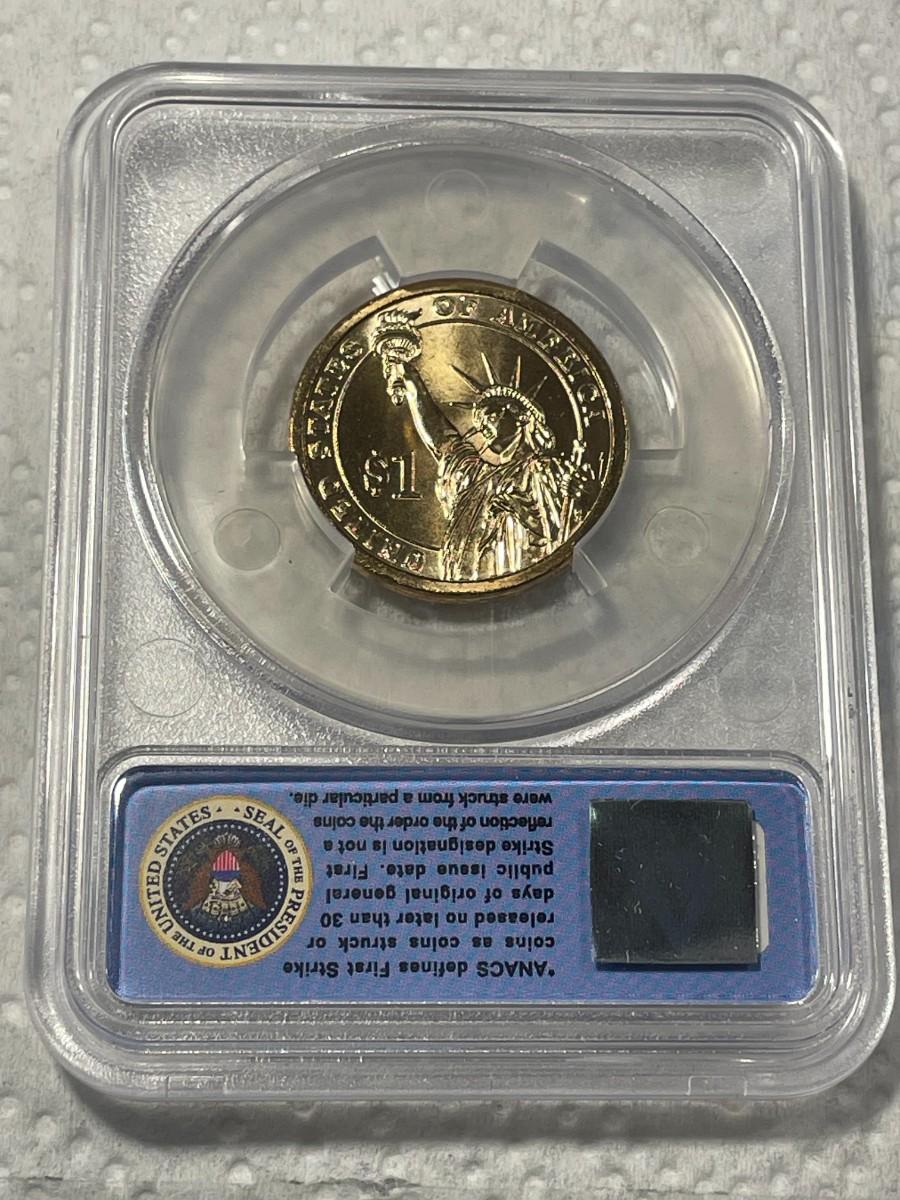 UNITED STATES OF AMERICA
$1
*ANACS defines First Strike
coins as coins struck or
released no later than 30
days of original general
public issue date. First
Strike designation is not a
reflection of the order the coins
were struck from a particular die.
SEAL OF THE PRESIDENT OF THE UNITED STATES